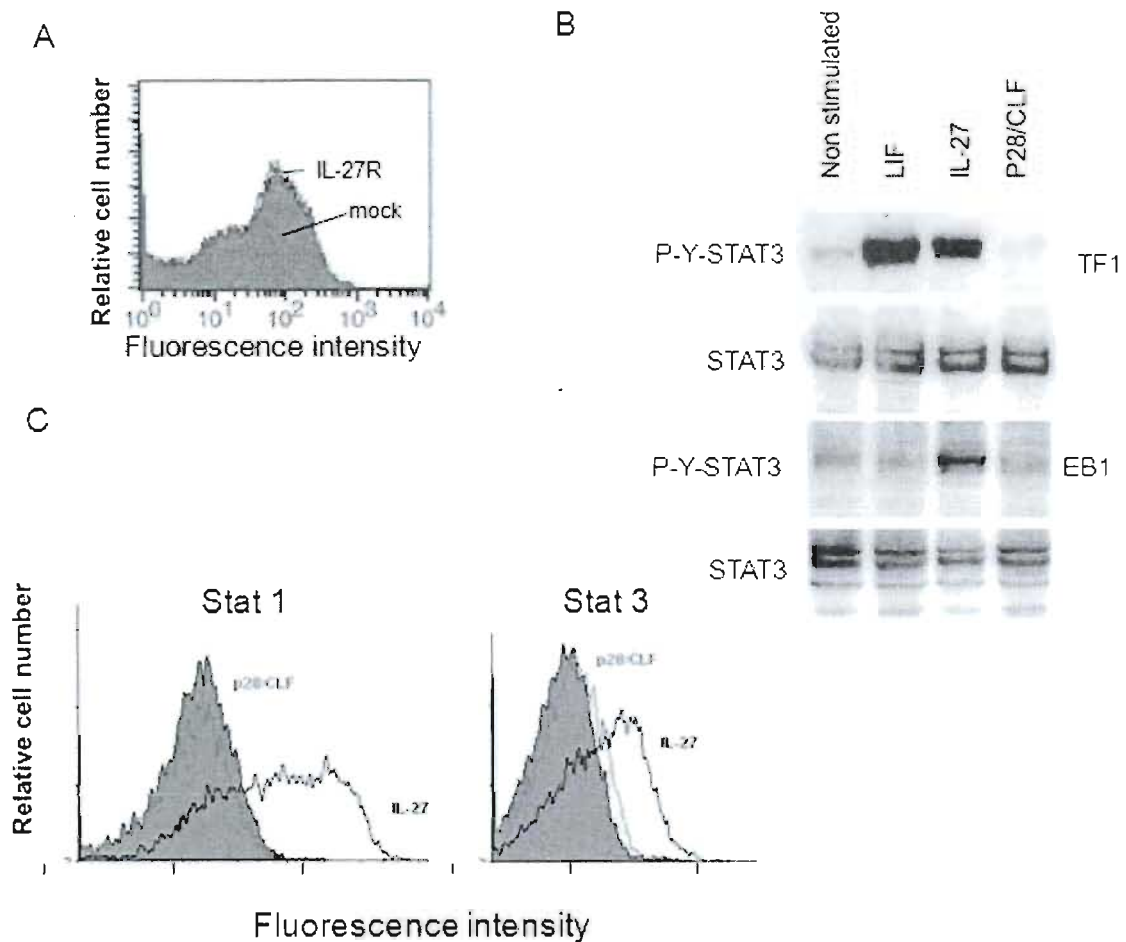 A
Relative cell number
IL-27R
mock
10^0 10^1 10^2 10^3 10^4
Fluorescence intensity
B
Non stimulated
LIF
IL-27
P28/CLF
P-Y-STAT3
TF1
STAT3
P-Y-STAT3
EB1
STAT3
C
Relative cell number
Stat 1
p28/CLF
IL-27
Stat 3
p28/CLF
IL-27
Fluorescence intensity